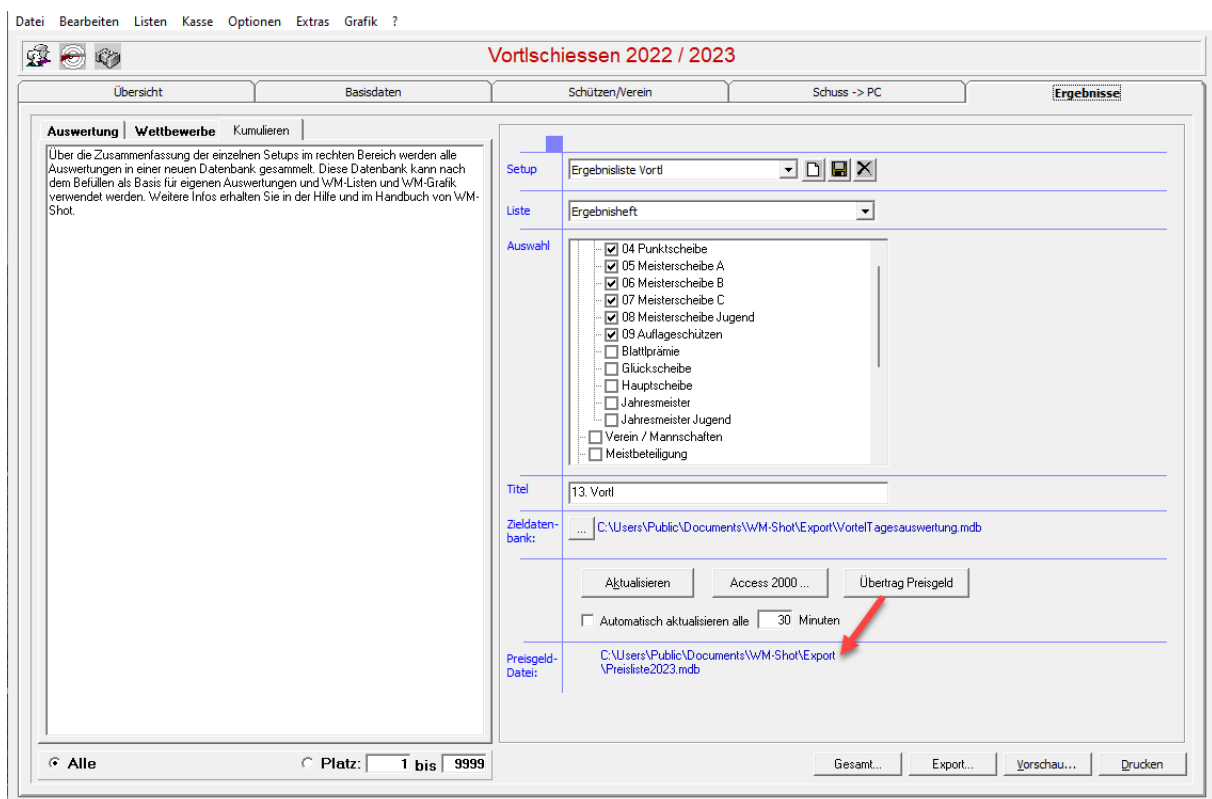 Datei Bearbeiten Listen Kasse Optionen Extras Grafik ?
Vortlschiessen 2022 / 2023
Übersicht Basisdaten Schützen/Verein Schuss -> PC Ergebnisse
Auswertung Wettbewerbe Kumulieren
Über die Zusammenfassung der einzelnen Setups im rechten Bereich werden alle
Auswertungen in einer neuen Datenbank gesammelt. Diese Datenbank kann nach
dem Befüllen als Basis für eigenen Auswertungen und WM-Listen und WM-Grafik
verwendet werden. Weitere Infos erhalten Sie in der Hilfe und im Handbuch von WM-
Shot.
Setup Ergebnisliste Vortl
Liste Ergebnisheft
Auswahl
04 Punktscheibe
05 Meisterscheibe A
06 Meisterscheibe B
07 Meisterscheibe C
08 Meisterscheibe Jugend
09 Auflageschützen
Blattlprämie
Glückscheibe
Hauptscheibe
Jahresmeister
Jahresmeister Jugend
Verein / Mannschaften
Meistbeteiligung
Titel 13. Vortl
Zieldaten-
bank:
... C:\Users\Public\Documents\WM-Shot\Export\VortelTagesauswertung.mdb
Aktualisieren Access 2000 ... Übertrag Preisgeld
Automatisch aktualisieren alle 30 Minuten
Preisgeld-
Datei:
C:\Users\Public\Documents\WM-Shot\Export
\Preisliste2023.mdb
Alle Platz: 1 bis 9999
Gesamt... Export... Vorschau... Drucken